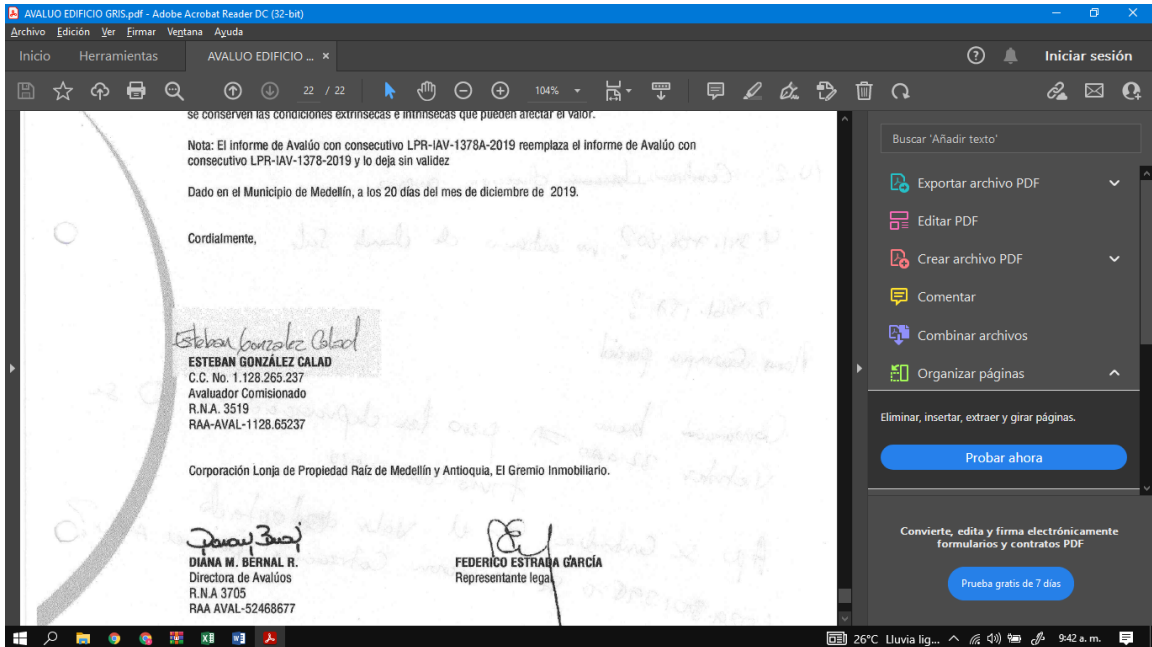 AVALUO EDIFICIO GRIS.pdf - Adobe Acrobat Reader DC (32-bit)
Archivo Edición Ver Firmar Ventana Ayuda
Inicio Herramientas AVALUO EDIFICIO ... × Iniciar sesión
22 / 22 104%
se conserven las condiciones extrínsecas e intrínsecas que pueden afectar el valor.
Nota: El informe de Avalúo con consecutivo LPR-IAV-1378A-2019 reemplaza el informe de Avalúo con
consecutivo LPR-IAV-1378-2019 y lo deja sin validez
Dado en el Municipio de Medellín, a los 20 días del mes de diciembre de 2019.
Cordialmente,
Esteban Gonzalez Calad
ESTEBAN GONZÁLEZ CALAD
C.C. No. 1.128.265.237
Avaluador Comisionado
R.N.A. 3519
RAA-AVAL-1128.65237
Corporación Lonja de Propiedad Raíz de Medellín y Antioquia, El Gremio Inmobiliario.
DIANA M. BERNAL R.
Directora de Avalúos
R.N.A 3705
RAA AVAL-52468677
FEDERICO ESTRADA GARCÍA
Representante legal
Buscar 'Añadir texto'
Exportar archivo PDF
Editar PDF
Crear archivo PDF
Comentar
Combinar archivos
Organizar páginas
Eliminar, insertar, extraer y girar páginas.
Probar ahora
Convierte, edita y firma electrónicamente
formularios y contratos PDF
Prueba gratis de 7 días
26°C Lluvia lig... 9:42 a. m.